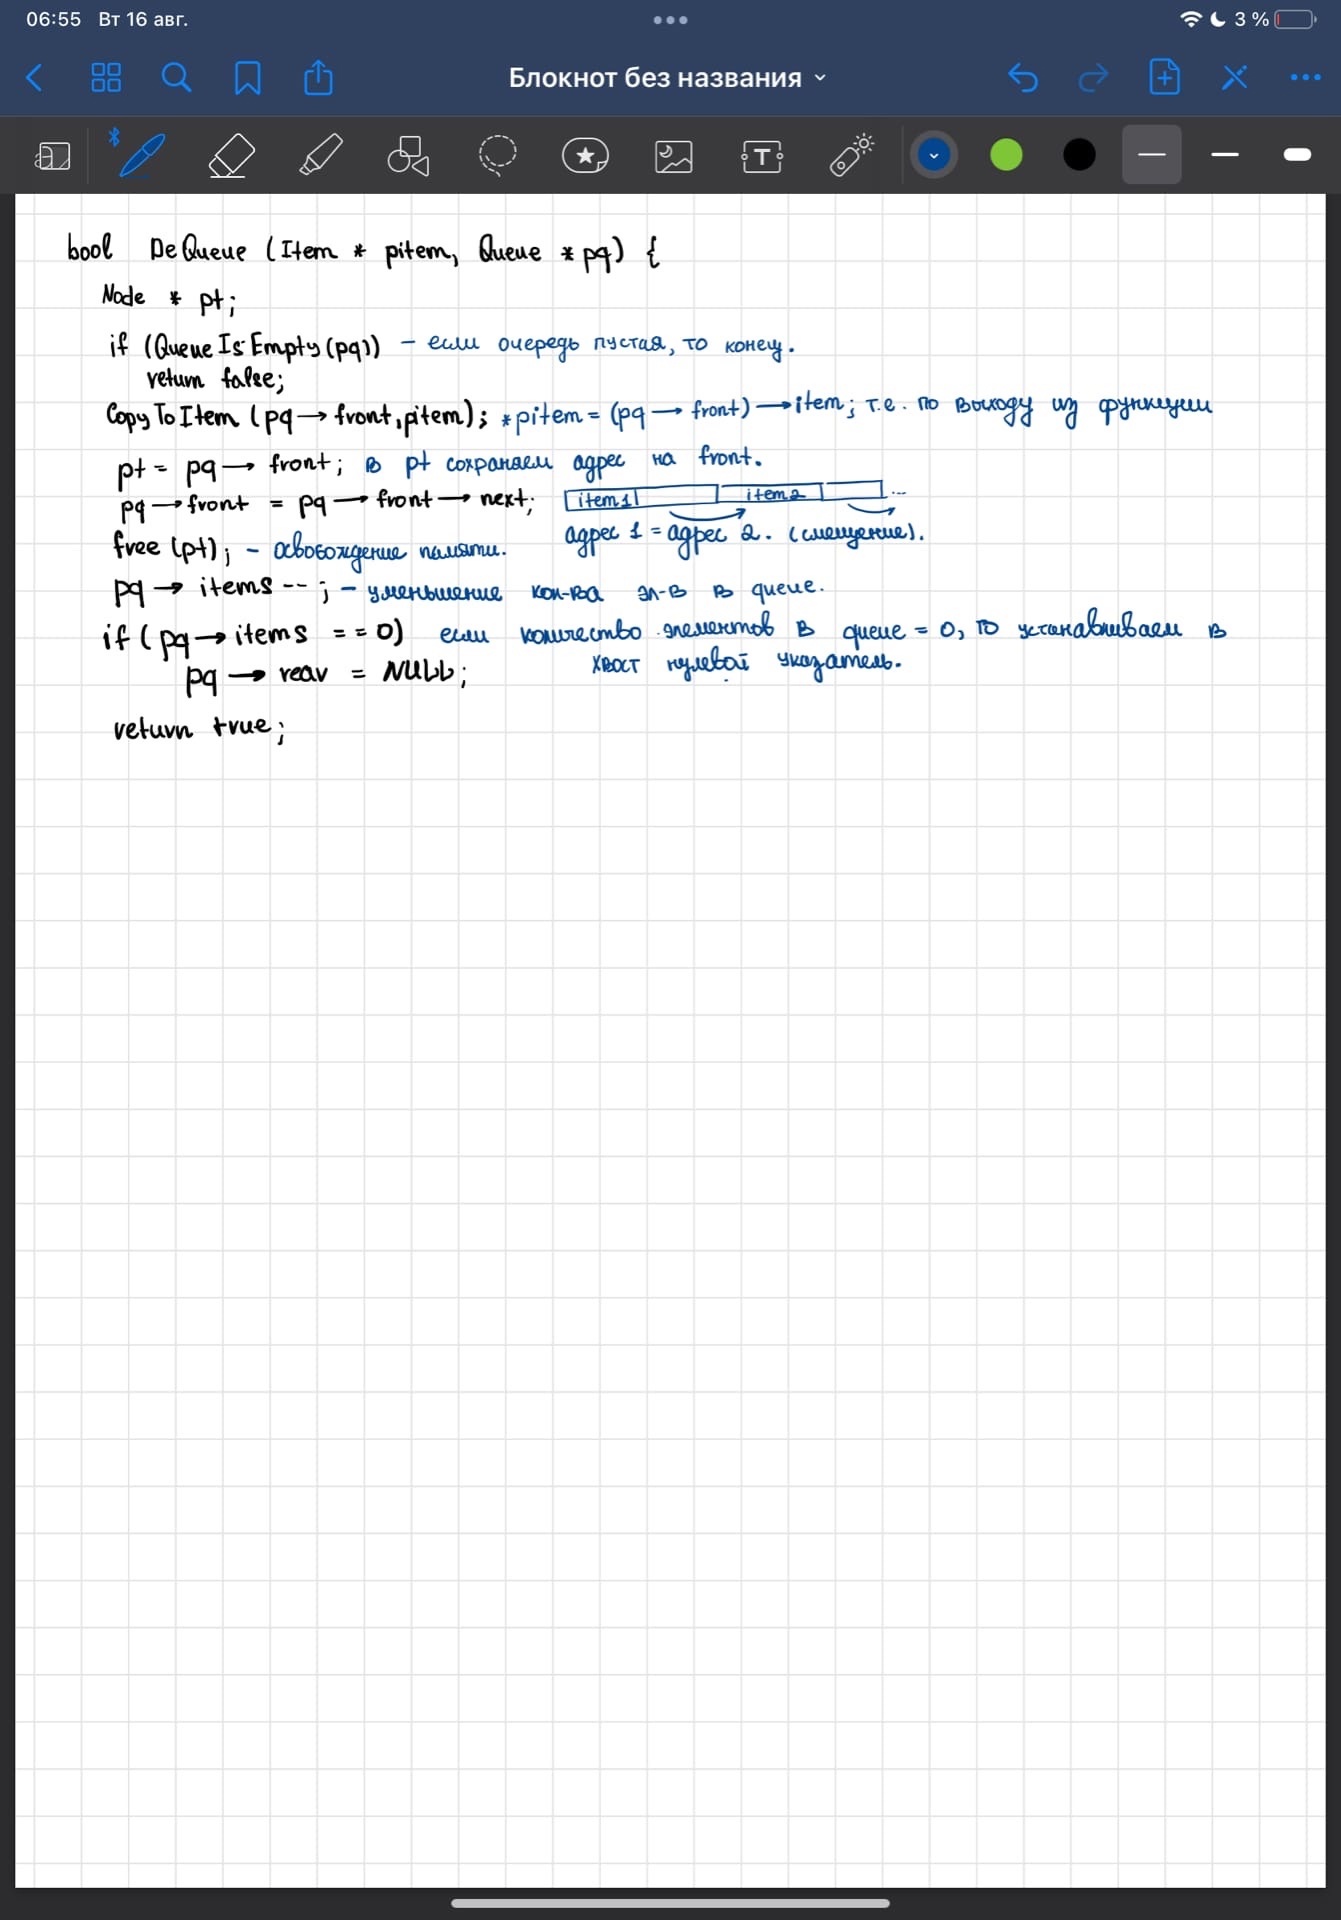 06:55 Вт 16 авг.
3 %
Блокнот без названия
T
bool DeQueue (Item * pitem, Queue * pq) {
Node * pt;
if (QueueIsEmpty(pq)) – если очередь пустая, то конец.
return false;
CopyToItem (pq → front, pitem); *pitem = (pq → front) → item; т.е. по выходу из функции
pt = pq → front; в pt сохраняем адрес на front.
pq → front = pq → front → next; item1 item2 ...
адрес 1 = адрес 2. (смещение).
free (pt); – освобождение памяти.
pq → items -- ; – уменьшение кол-ва эл-в в queue.
if (pq → items == 0) если количество элементов в queue = 0, то устанавливаем в
хвост нулевой указатель.
pq → rear = NULL;
return true;